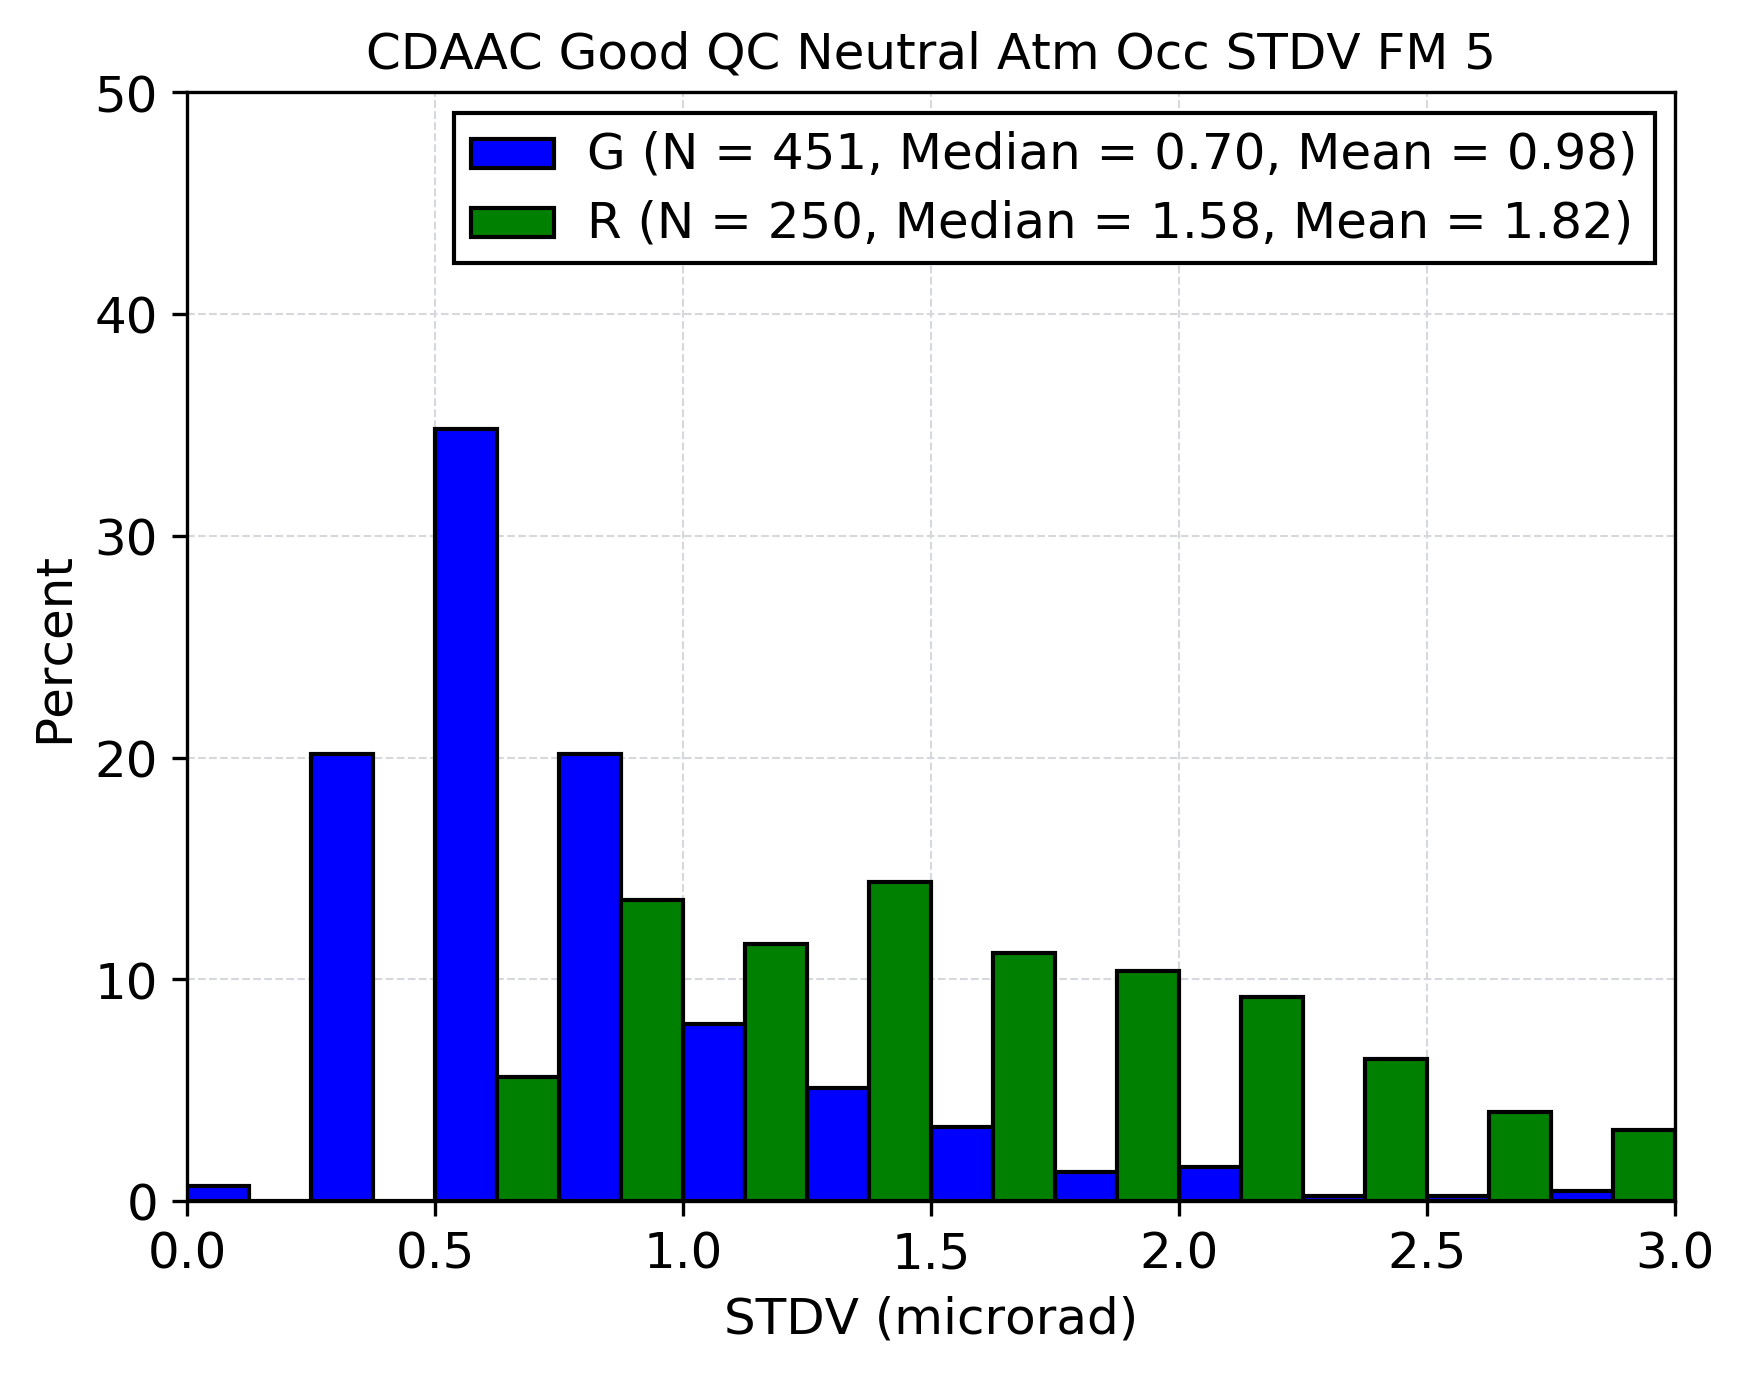 CDAAC Good QC Neutral Atm Occ STDV FM 5
G (N = 451, Median = 0.70, Mean = 0.98)
R (N = 250, Median = 1.58, Mean = 1.82)
50
40
30
20
10
0
Percent
0.0 0.5 1.0 1.5 2.0 2.5 3.0
STDV (microrad)